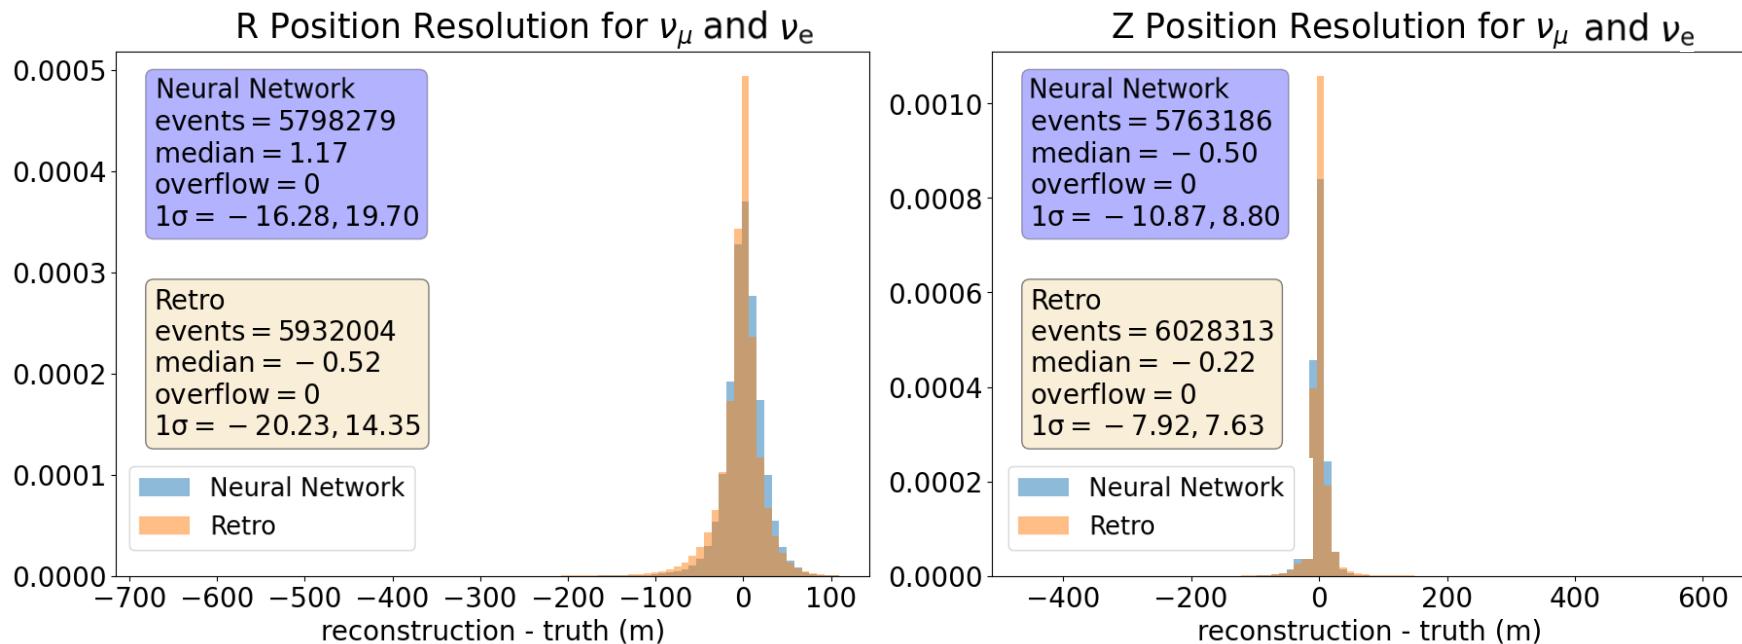 R Position Resolution for νμ and νe
0.0005
0.0004
0.0003
0.0002
0.0001
0.0000
Neural Network
events = 5798279
median = 1.17
overflow = 0
1σ = − 16.28, 19.70
Retro
events = 5932004
median = − 0.52
overflow = 0
1σ = − 20.23, 14.35
Neural Network
Retro
−700 −600 −500 −400 −300 −200 −100 0 100
reconstruction - truth (m)
Z Position Resolution for νμ and νe
0.0010
0.0008
0.0006
0.0004
0.0002
0.0000
Neural Network
events = 5763186
median = − 0.50
overflow = 0
1σ = − 10.87, 8.80
Retro
events = 6028313
median = − 0.22
overflow = 0
1σ = − 7.92, 7.63
Neural Network
Retro
−400 −200 0 200 400 600
reconstruction - truth (m)